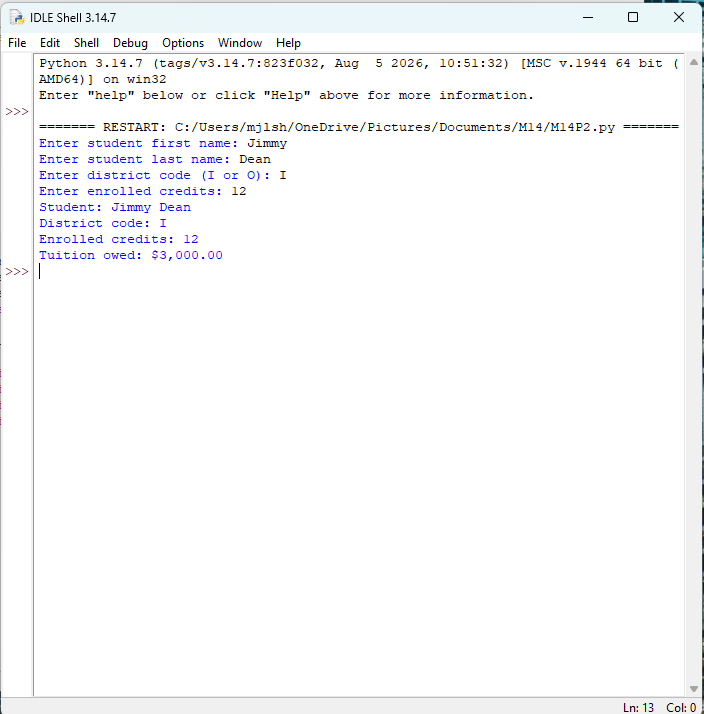 IDLE Shell 3.14.7
File Edit Shell Debug Options Window Help
Python 3.14.7 (tags/v3.14.7:823f032, Aug  5 2026, 10:51:32) [MSC v.1944 64 bit (
AMD64)] on win32
Enter "help" below or click "Help" above for more information.
>>>
======= RESTART: C:/Users/mjlsh/OneDrive/Pictures/Documents/M14/M14P2.py =======
Enter student first name: Jimmy
Enter student last name: Dean
Enter district code (I or O): I
Enter enrolled credits: 12
Student: Jimmy Dean
District code: I
Enrolled credits: 12
Tuition owed: $3,000.00
>>>
Ln: 13 Col: 0